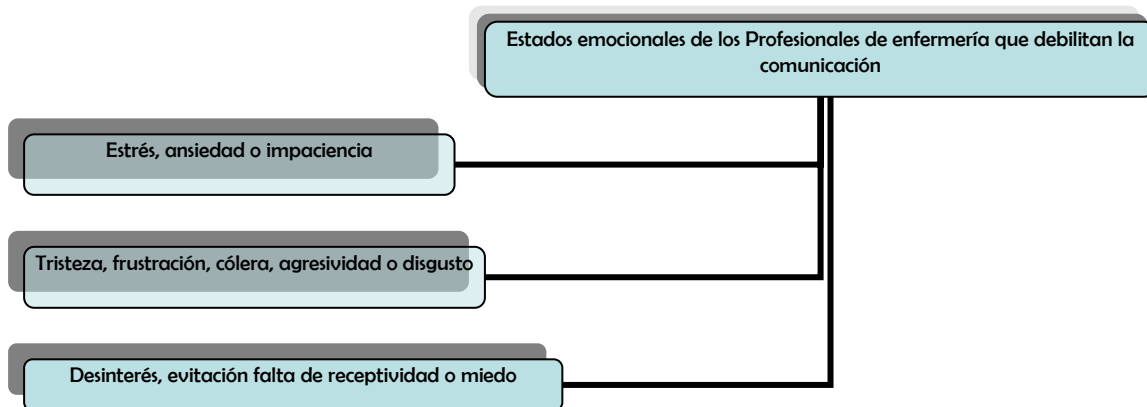 Estados emocionales de los Profesionales de enfermería que debilitan la
comunicación
Estrés, ansiedad o impaciencia
Tristeza, frustración, cólera, agresividad o disgusto
Desinterés, evitación falta de receptividad o miedo